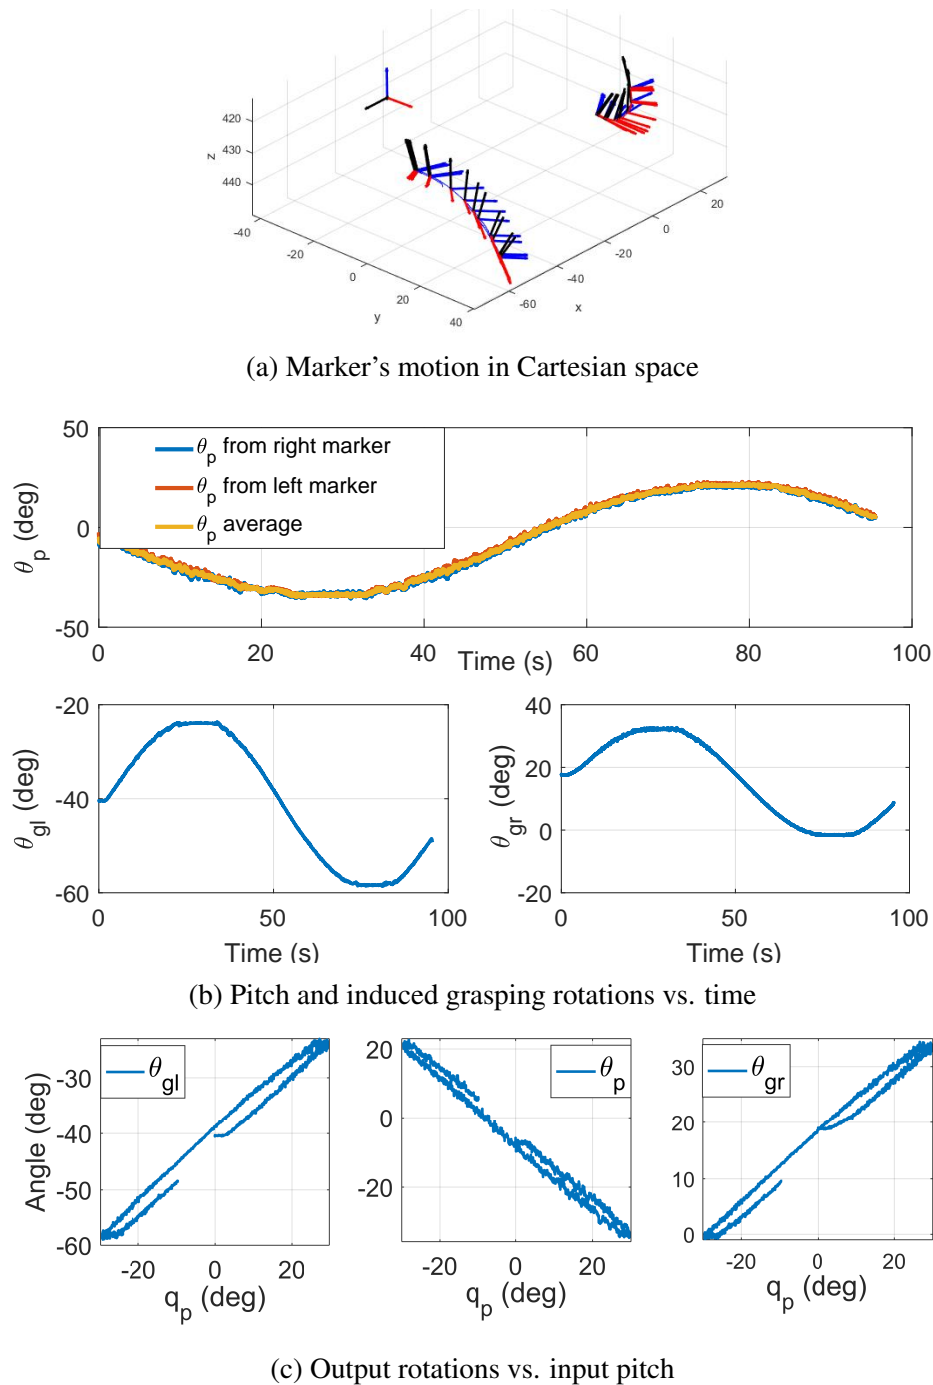 z
420
430
440
-40
-20
0
20
40
y
-60
-40
-20
0
20
x
(a) Marker's motion in Cartesian space
50
0
-50
θp (deg)
θp from right marker
θp from left marker
θp average
0
20
40
60
80
100
Time (s)
-20
-40
-60
θgl (deg)
0
50
100
Time (s)
40
20
0
-20
θgr (deg)
0
50
100
Time (s)
(b) Pitch and induced grasping rotations vs. time
Angle (deg)
-30
-40
-50
-60
θgl
-20
0
20
qp (deg)
20
0
-20
θp
-20
0
20
qp (deg)
30
20
10
0
θgr
-20
0
20
qp (deg)
(c) Output rotations vs. input pitch